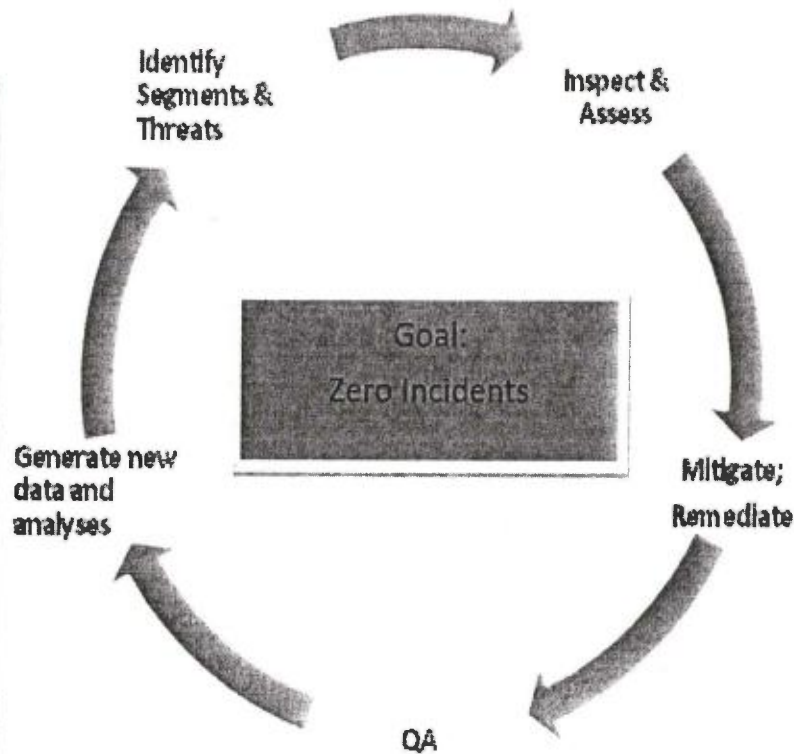 Identify
Segments &
Threats
Inspect &
Assess
Mitigate;
Remediate
QA
Generate new
data and
analyses
Goal:
Zero Incidents